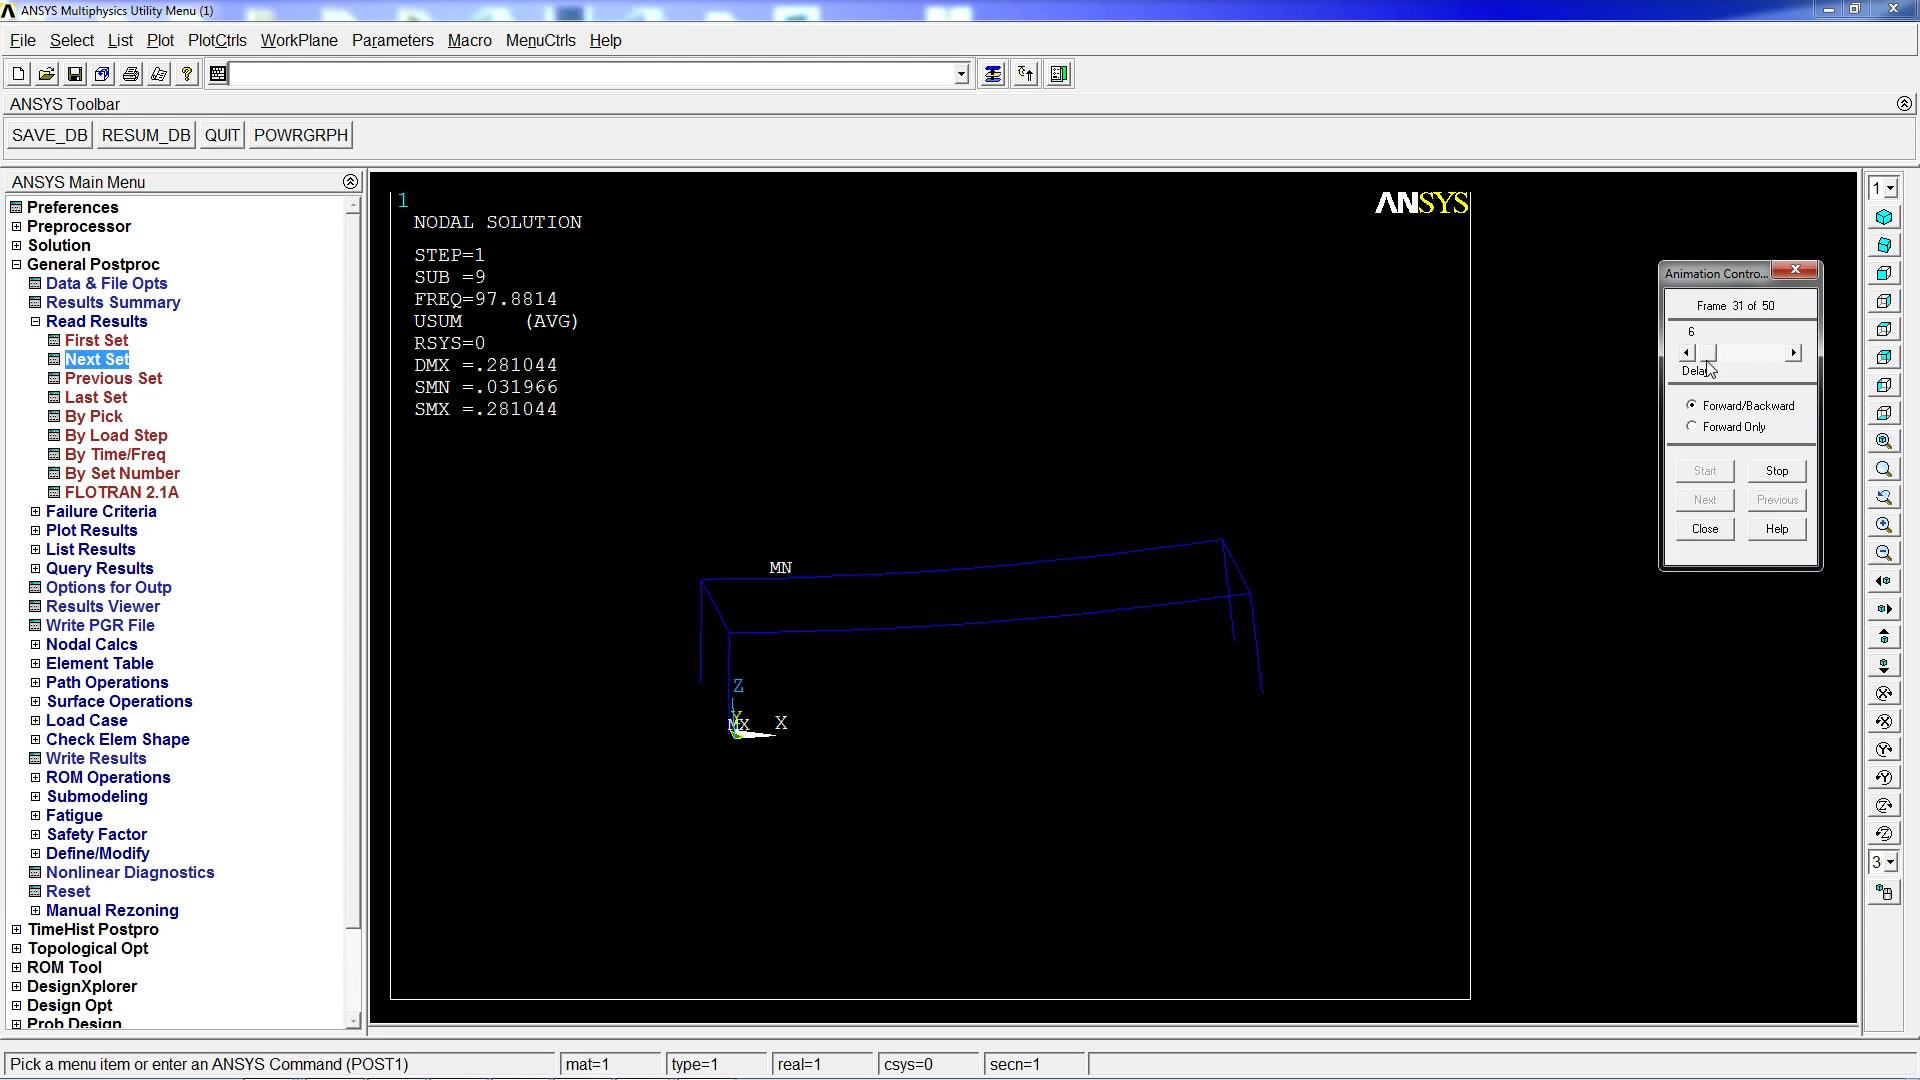 ANSYS Multiphysics Utility Menu (1)
File Select List Plot PlotCtrls WorkPlane Parameters Macro MenuCtrls Help
ANSYS Toolbar
SAVE_DB RESUM_DB QUIT POWRGRPH
ANSYS Main Menu
Preferences
Preprocessor
Solution
General Postproc
Data & File Opts
Results Summary
Read Results
First Set
Next Set
Previous Set
Last Set
By Pick
By Load Step
By Time/Freq
By Set Number
FLOTRAN 2.1A
Failure Criteria
Plot Results
List Results
Query Results
Options for Outp
Results Viewer
Write PGR File
Nodal Calcs
Element Table
Path Operations
Surface Operations
Load Case
Check Elem Shape
Write Results
ROM Operations
Submodeling
Fatigue
Safety Factor
Define/Modify
Nonlinear Diagnostics
Reset
Manual Rezoning
TimeHist Postpro
Topological Opt
ROM Tool
DesignXplorer
Design Opt
Prob Design
1
ANSYS
NODAL SOLUTION
STEP=1
SUB =9
FREQ=97.8814
USUM (AVG)
RSYS=0
DMX =.281044
SMN =.031966
SMX =.281044
MN
Z
Y
MX
X
Animation Contro...
Frame 31 of 50
6
Delay
Forward/Backward
Forward Only
Start Stop
Next Previous
Close Help
1
3
Pick a menu item or enter an ANSYS Command (POST1)
mat=1 type=1 real=1 csys=0 secn=1